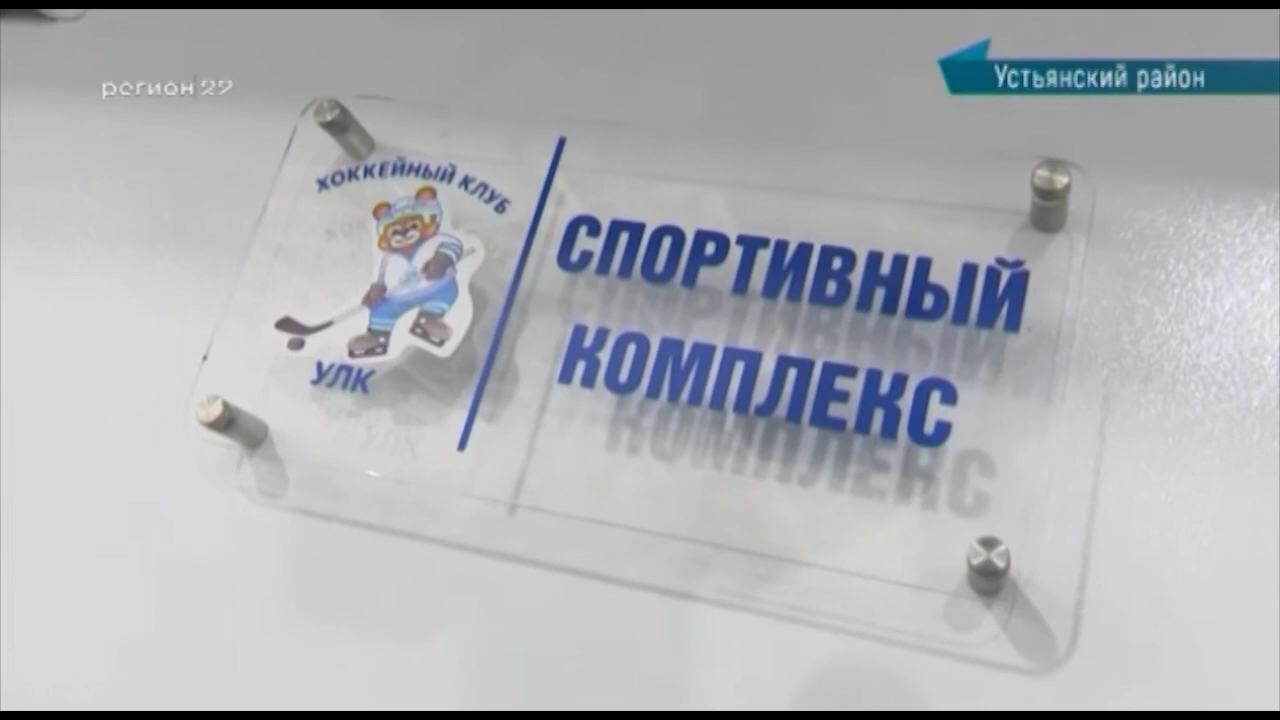 регион 29
Устьянский район
ХОККЕЙНЫЙ КЛУБ
УЛК
СПОРТИВНЫЙ
КОМПЛЕКС